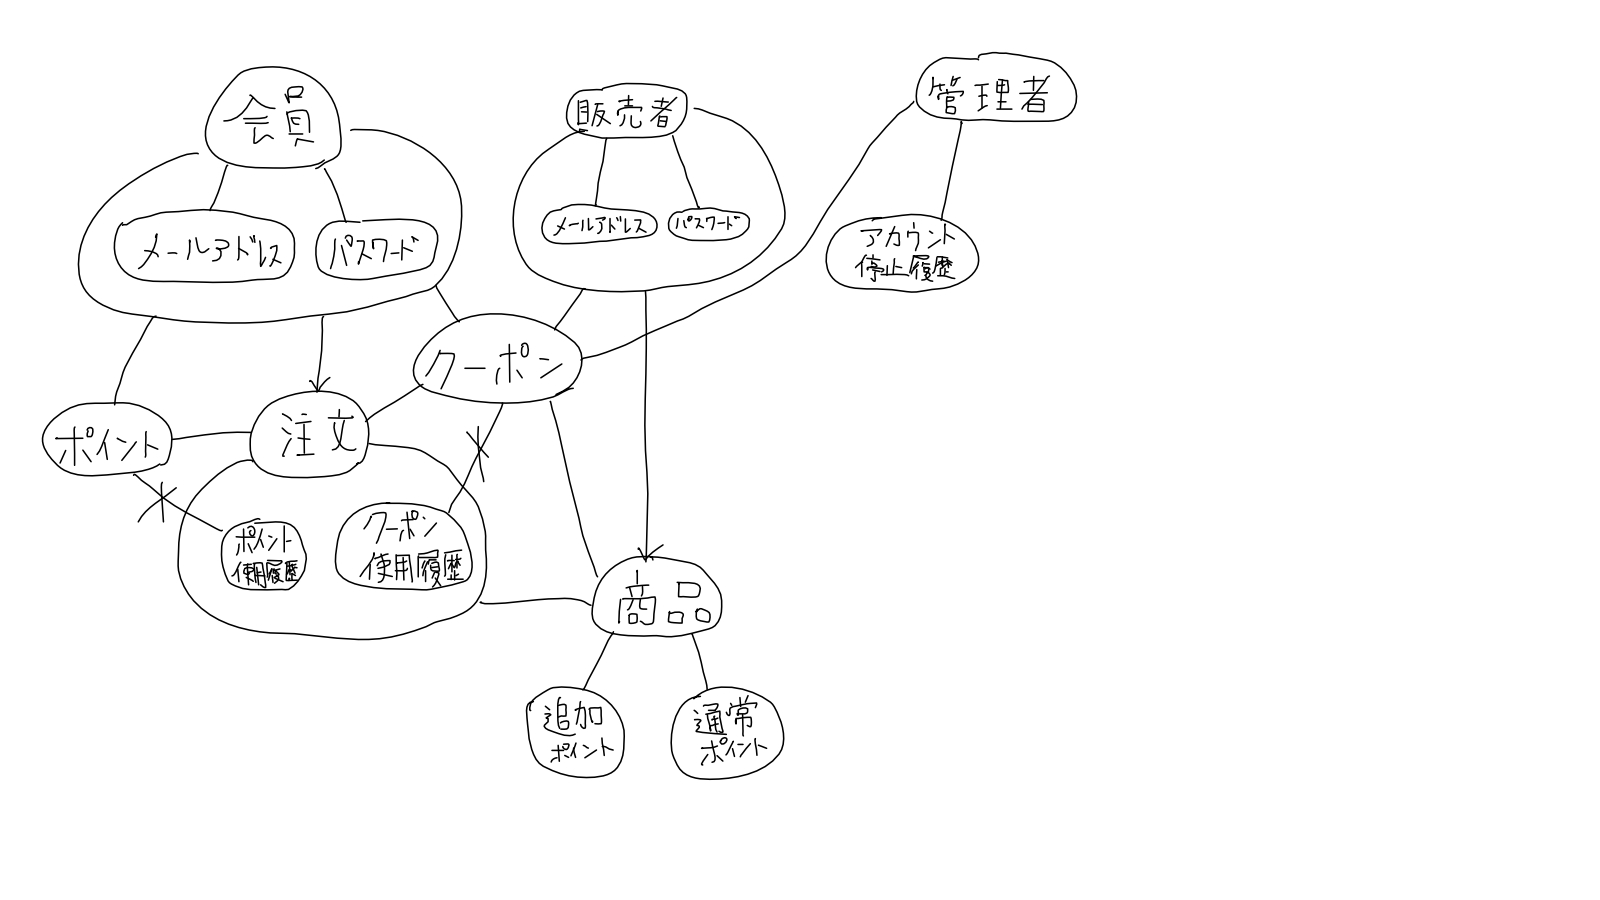 会員
販売者
管理者
メールアドレス
パスワード
メールアドレス
パスワード
アカウント
停止履歴
クーポン
ポイント
注文
ポイント
使用履歴
クーポン
使用履歴
商品
追加
ポイント
通常
ポイント